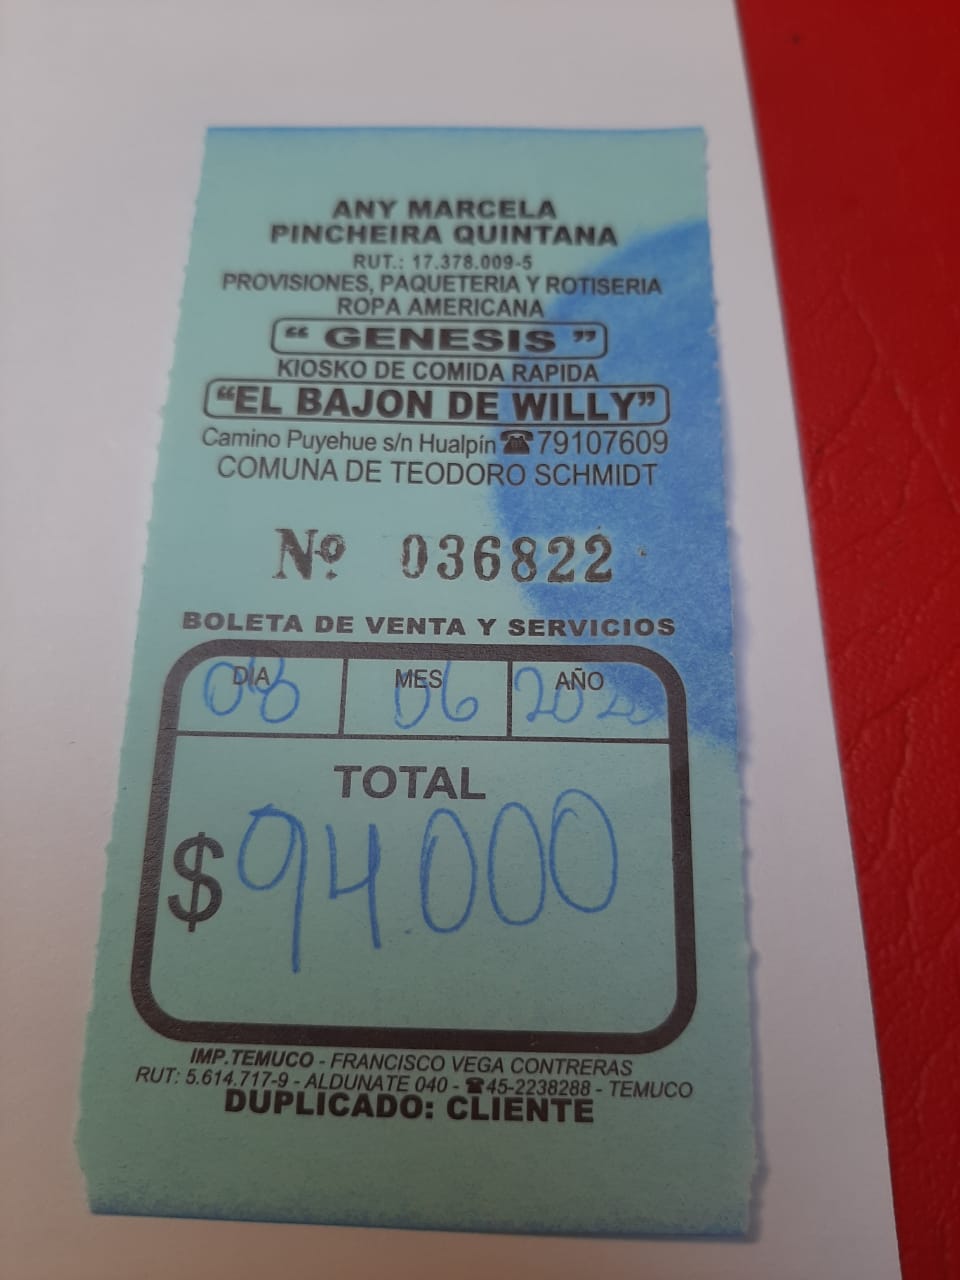 ANY MARCELA
PINCHEIRA QUINTANA
RUT.: 17.378.009-5
PROVISIONES, PAQUETERIA Y ROTISERIA
ROPA AMERICANA
“ GENESIS ”
KIOSKO DE COMIDA RAPIDA
“EL BAJON DE WILLY”
Camino Puyehue s/n Hualpín ☎ 79107609
COMUNA DE TEODORO SCHMIDT
Nº 036822
BOLETA DE VENTA Y SERVICIOS
DIA MES AÑO
08 06
TOTAL
$ 94.000
IMP.TEMUCO - FRANCISCO VEGA CONTRERAS
RUT: 5.614.717-9 - ALDUNATE 040 - ☎ 45-2238288 - TEMUCO
DUPLICADO: CLIENTE